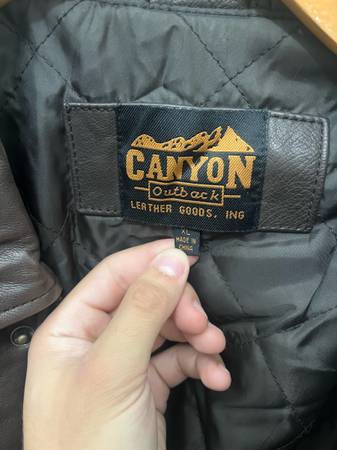 CANYON
Outback
LEATHER GOODS, INC
XL
MADE IN
CHINA